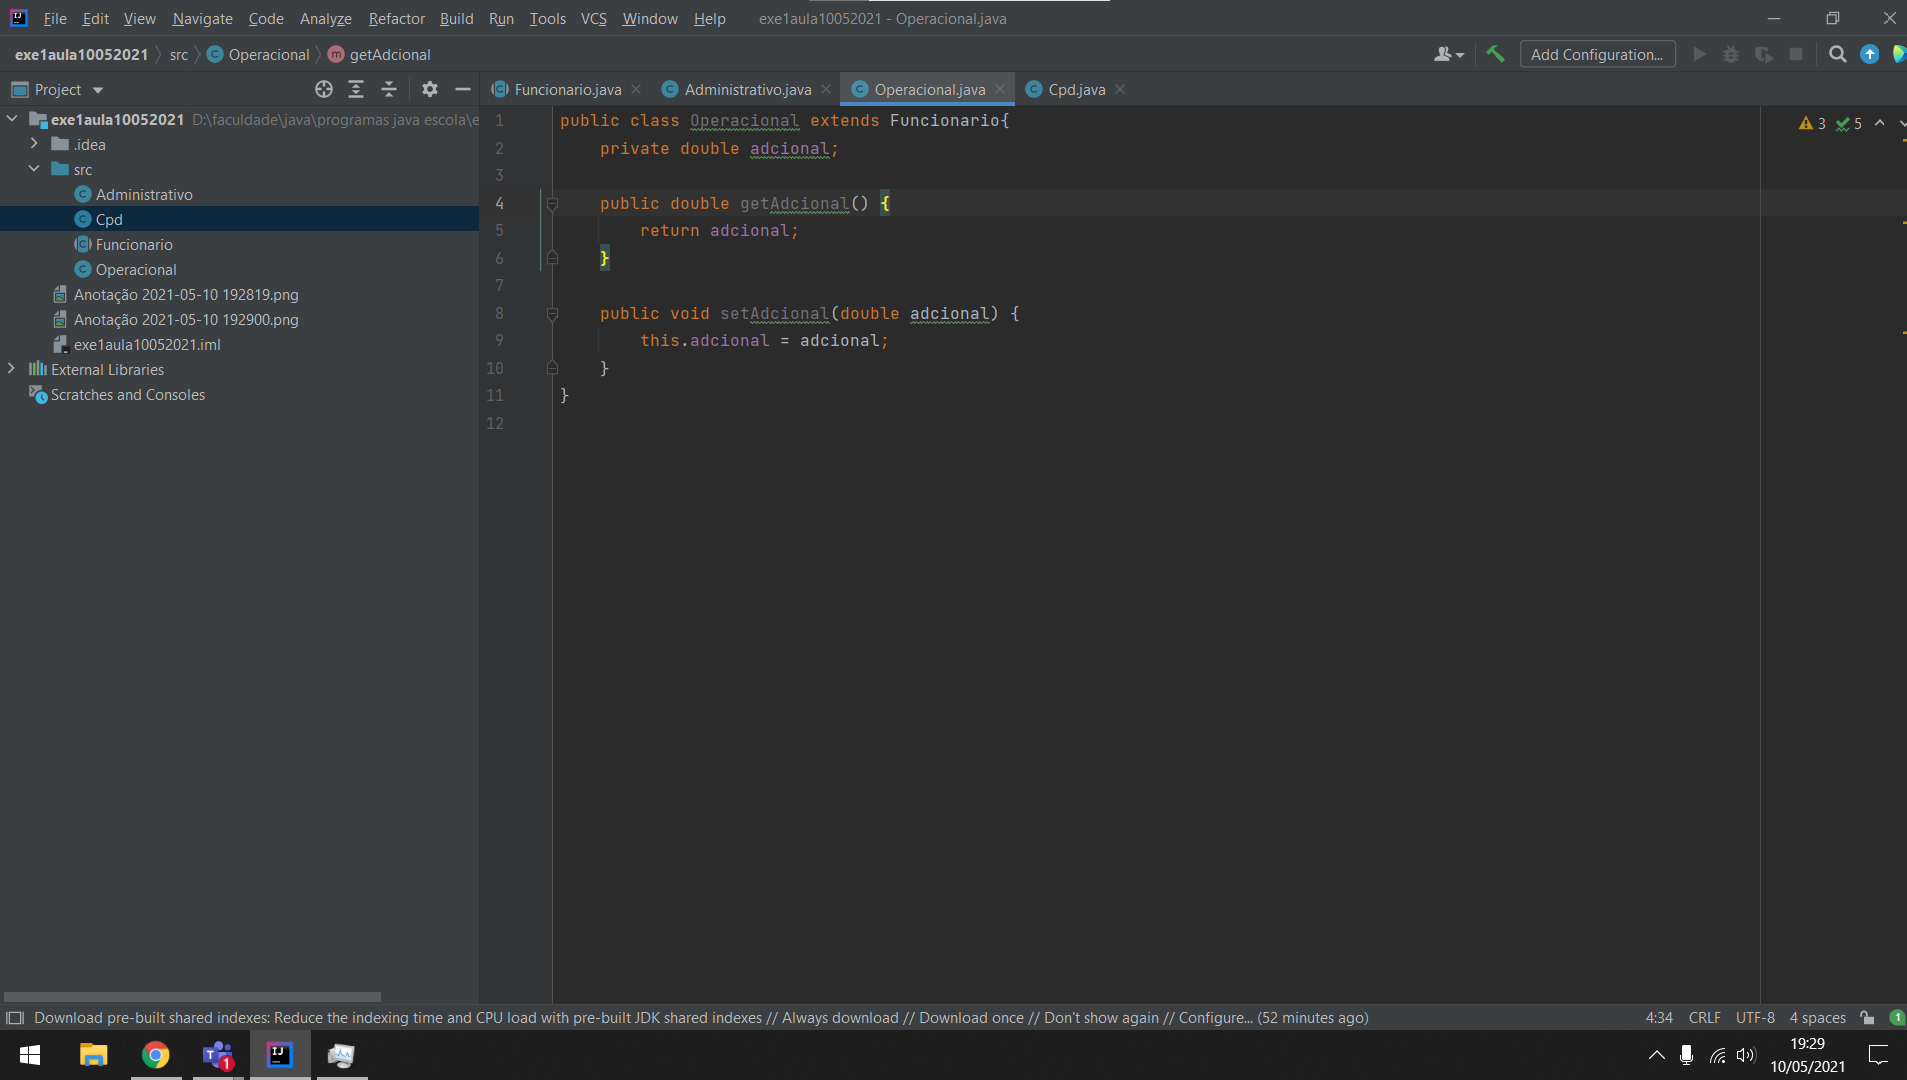 File Edit View Navigate Code Analyze Refactor Build Run Tools VCS Window Help exe1aula10052021 - Operacional.java
exe1aula10052021 src Operacional getAdcional Add Configuration...
Project
Funcionario.java Administrativo.java Operacional.java Cpd.java
exe1aula10052021 D:\faculdade\java\programas java escola\e
.idea
src
Administrativo
Cpd
Funcionario
Operacional
Anotação 2021-05-10 192819.png
Anotação 2021-05-10 192900.png
exe1aula10052021.iml
External Libraries
Scratches and Consoles
3 5
1 public class Operacional extends Funcionario{
2 private double adcional;
3
4 public double getAdcional() {
5 return adcional;
6 }
7
8 public void setAdcional(double adcional) {
9 this.adcional = adcional;
10 }
11 }
12
Download pre-built shared indexes: Reduce the indexing time and CPU load with pre-built JDK shared indexes // Always download // Download once // Don't show again // Configure... (52 minutes ago) 4:34 CRLF UTF-8 4 spaces 1
19:29
10/05/2021